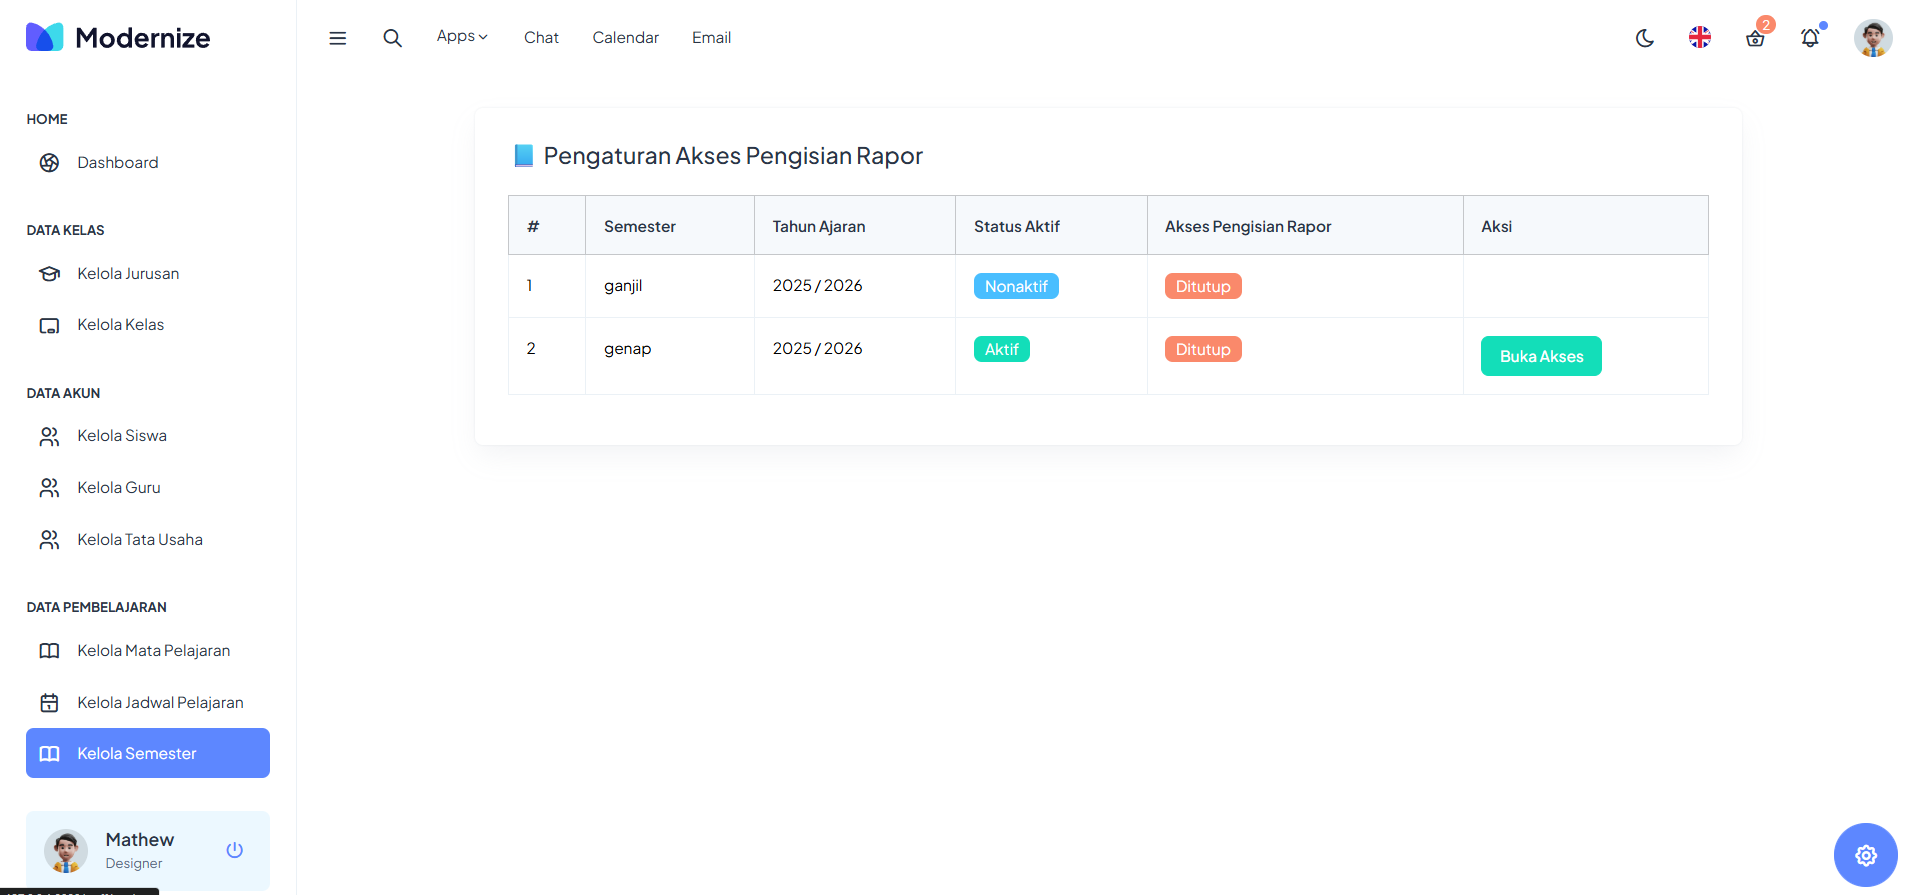 Modernize
Apps Chat Calendar Email
2
HOME
Dashboard
DATA KELAS
Kelola Jurusan
Kelola Kelas
DATA AKUN
Kelola Siswa
Kelola Guru
Kelola Tata Usaha
DATA PEMBELAJARAN
Kelola Mata Pelajaran
Kelola Jadwal Pelajaran
Kelola Semester
Mathew
Designer
Pengaturan Akses Pengisian Rapor
# Semester Tahun Ajaran Status Aktif Akses Pengisian Rapor Aksi
1 ganjil 2025 / 2026 Nonaktif Ditutup
2 genap 2025 / 2026 Aktif Ditutup Buka Akses